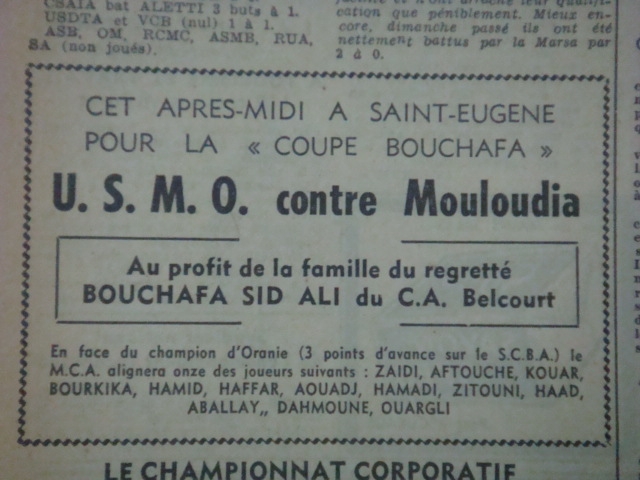 CSAIA bat ALETTI 3 buts à 1.
USDTA et VCB (nul) 1 à 1.
ASB, OM, RCMC, ASMB, RUA,
SA (non joués).
cation que péniblement. Mieux en-
core, dimanche passé ils ont été
nettement battus par la Marsa par
2 à 0.
CET APRES-MIDI A SAINT-EUGENE
POUR LA « COUPE BOUCHAFA »
U. S. M. O. contre Mouloudia
Au profit de la famille du regretté
BOUCHAFA SID ALI du C.A. Belcourt
En face du champion d'Oranie (3 points d'avance sur le S.C.B.A.) le
M.C.A. alignera onze des joueurs suivants : ZAIDI, AFTOUCHE, KOUAR,
BOURKIKA, HAMID, HAFFAR, AOUADJ, HAMADI, ZITOUNI, HAAD,
ABALLAY,, DAHMOUNE, OUARGLI
LE CHAMPIONNAT CORPORATIF